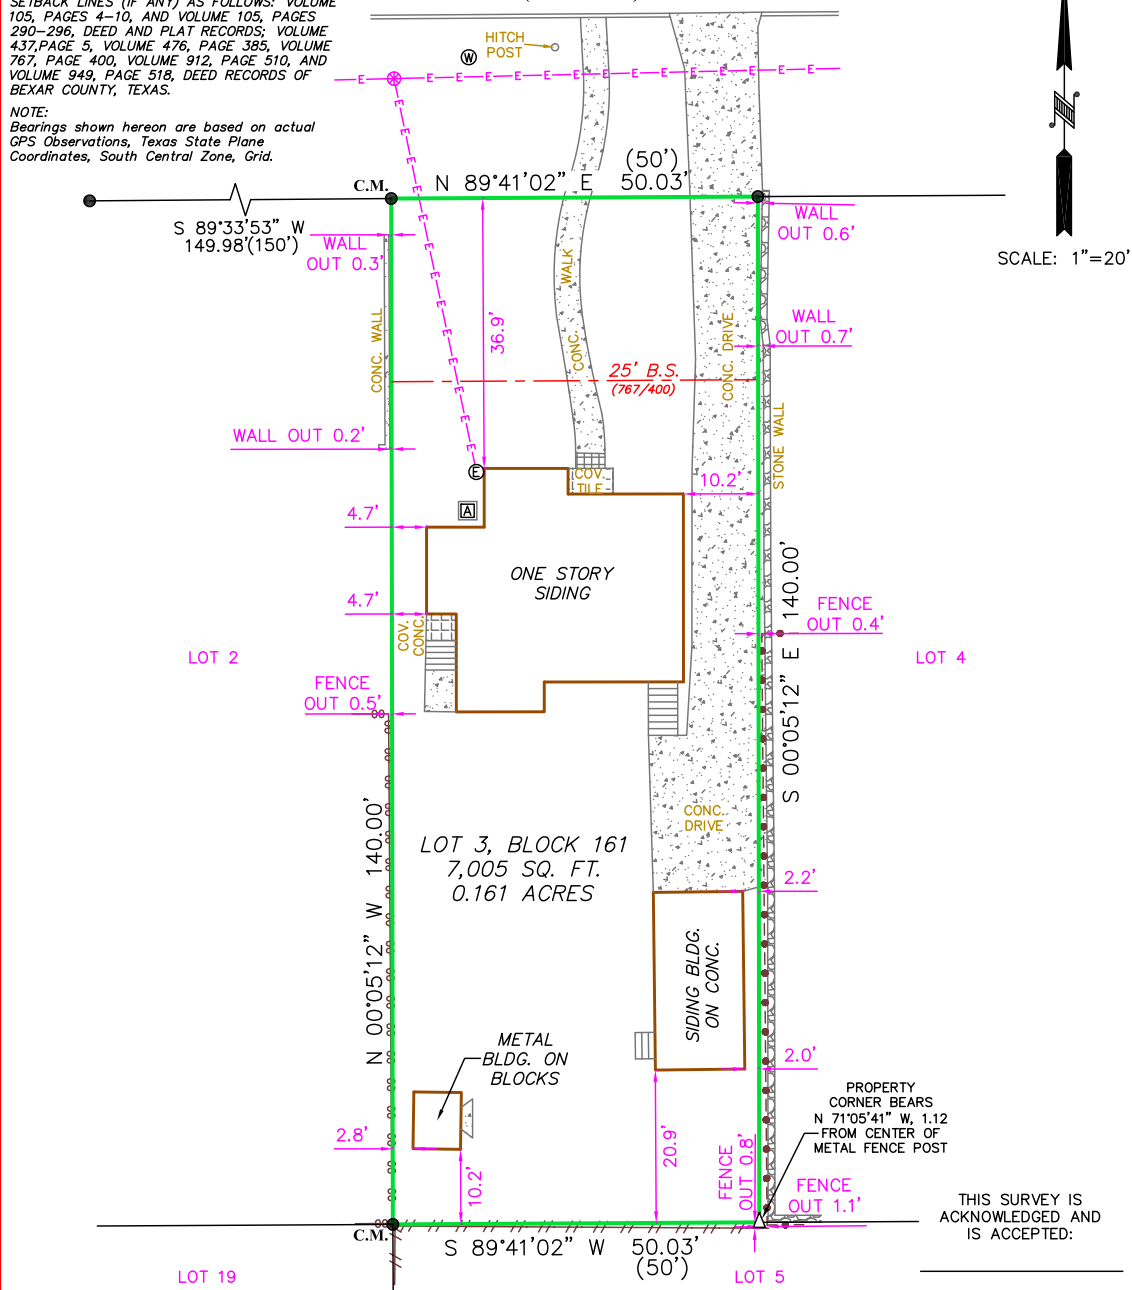 SETBACK LINES (IF ANY) AS FOLLOWS: VOLUME
105, PAGES 4-10, AND VOLUME 105, PAGES
290-296, DEED AND PLAT RECORDS; VOLUME
437,PAGE 5, VOLUME 476, PAGE 385, VOLUME
767, PAGE 400, VOLUME 912, PAGE 510, AND
VOLUME 949, PAGE 518, DEED RECORDS OF
BEXAR COUNTY, TEXAS.
NOTE:
Bearings shown hereon are based on actual
GPS Observations, Texas State Plane
Coordinates, South Central Zone, Grid.
HITCH
POST
W
E E E E E E E E E E E
E E E E E E E E E E E E E
(50')
C.M.
N 89°41'02" E 50.03'
S 89°33'53" W
149.98'(150')
WALL
OUT 0.3'
WALL
OUT 0.6'
SCALE: 1"=20'
WALK
CONC.
CONC. WALL
36.9'
CONC. DRIVE
WALL
OUT 0.7'
25' B.S.
(767/400)
STONE WALL
WALL OUT 0.2'
E
COV.
TILE
10.2'
A
4.7'
ONE STORY
SIDING
4.7'
COV.
CONC.
FENCE
OUT 0.4'
S 00°05'12" E 140.00'
LOT 2
LOT 4
FENCE
OUT 0.5'
CONC.
DRIVE
LOT 3, BLOCK 161
7,005 SQ. FT.
0.161 ACRES
N 00°05'12" W 140.00'
2.2'
SIDING BLDG.
ON CONC.
METAL
BLDG. ON
BLOCKS
2.0'
PROPERTY
CORNER BEARS
N 71°05'41" W, 1.12
FROM CENTER OF
METAL FENCE POST
2.8'
10.2'
20.9'
FENCE
OUT 0.8'
FENCE
OUT 1.1'
THIS SURVEY IS
ACKNOWLEDGED AND
IS ACCEPTED:
C.M.
S 89°41'02" W 50.03'
(50')
LOT 19
LOT 5